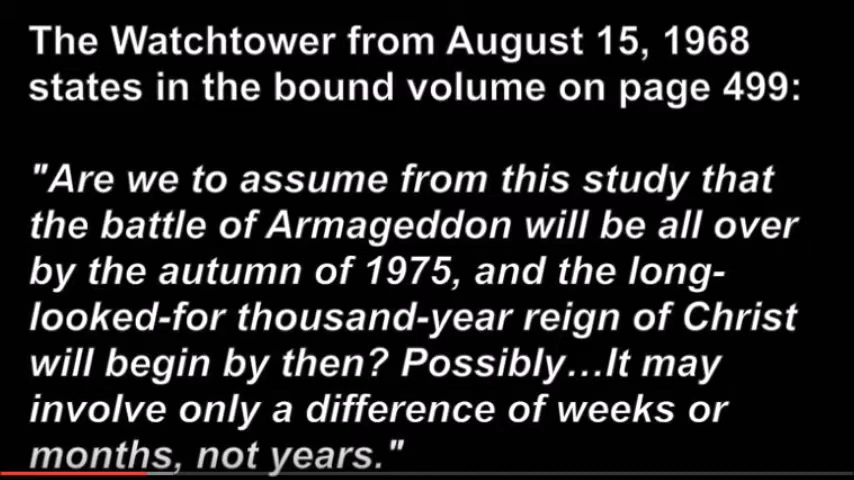 The Watchtower from August 15, 1968
states in the bound volume on page 499:
"Are we to assume from this study that
the battle of Armageddon will be all over
by the autumn of 1975, and the long-
looked-for thousand-year reign of Christ
will begin by then? Possibly...It may
involve only a difference of weeks or
months, not years."